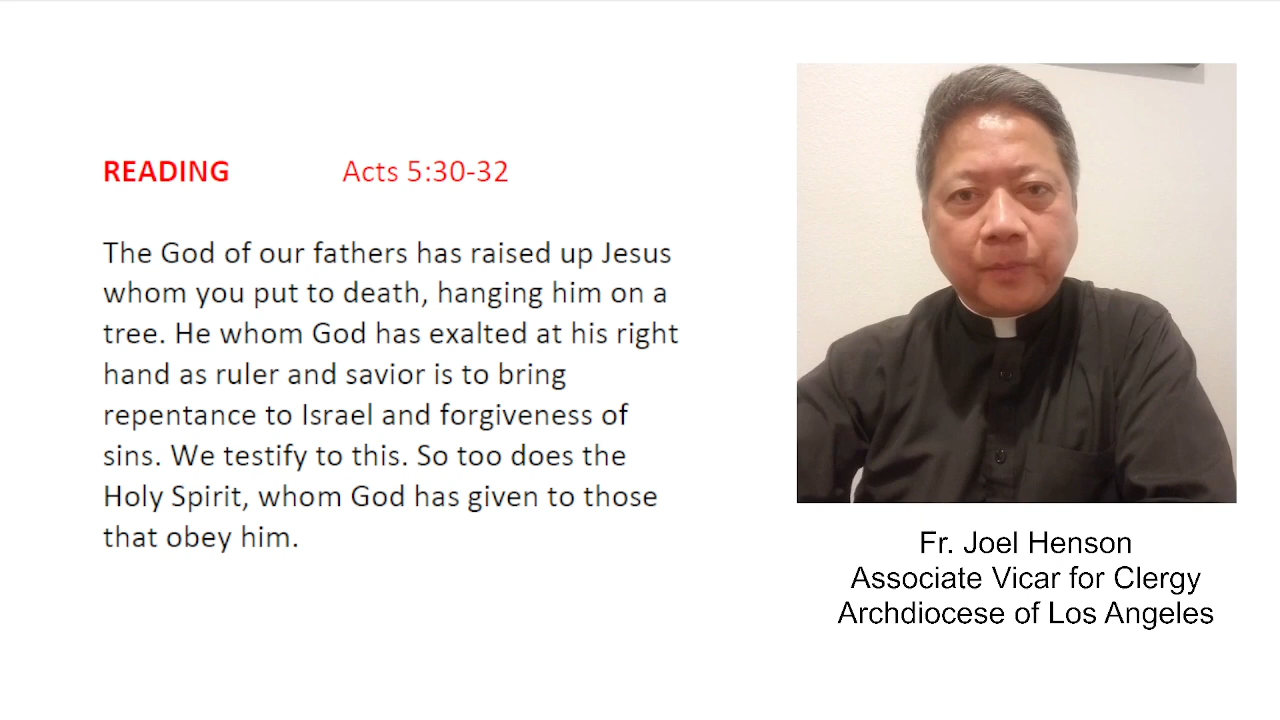 READING Acts 5:30-32
The God of our fathers has raised up Jesus
whom you put to death, hanging him on a
tree. He whom God has exalted at his right
hand as ruler and savior is to bring
repentance to Israel and forgiveness of
sins. We testify to this. So too does the
Holy Spirit, whom God has given to those
that obey him.
Fr. Joel Henson
Associate Vicar for Clergy
Archdiocese of Los Angeles